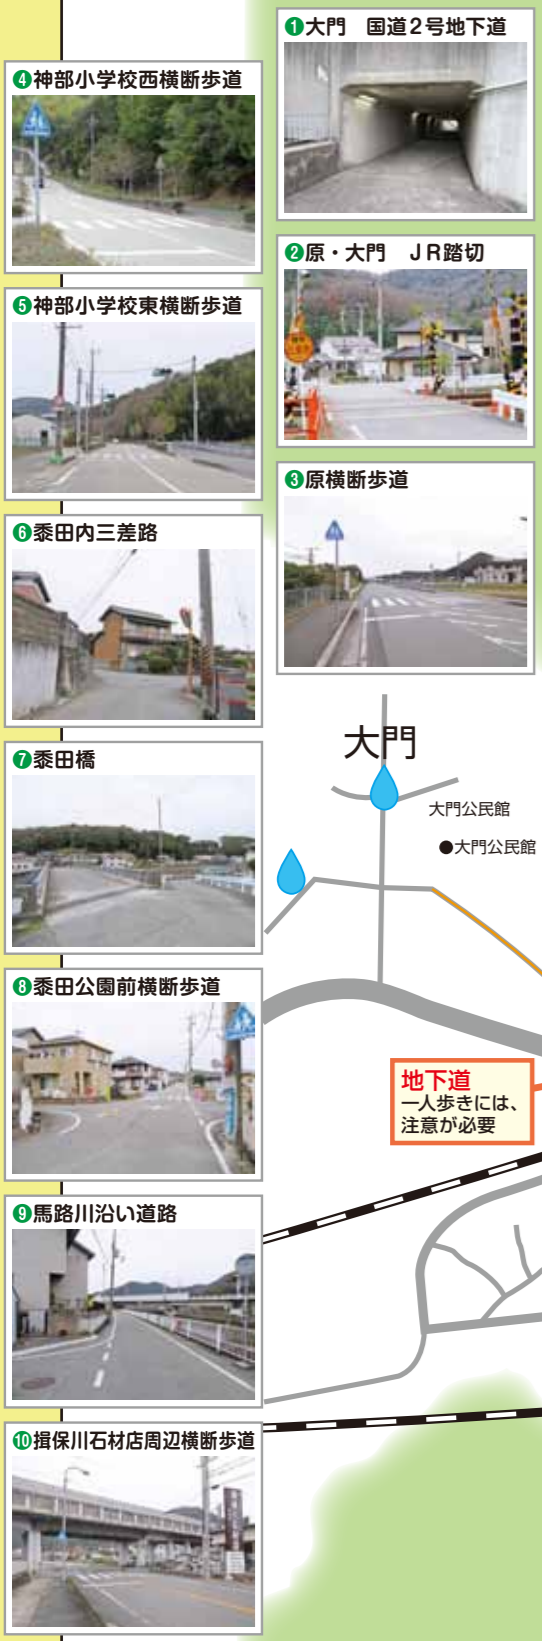 ❶大門　国道2号地下道
❷原・大門　JR踏切
❸原横断歩道
❹神部小学校西横断歩道
❺神部小学校東横断歩道
❻黍田内三差路
❼黍田橋
❽黍田公園前横断歩道
❾馬路川沿い道路
❿揖保川石材店周辺横断歩道
大門
大門公民館
●大門公民館
地下道
一人歩きには、
注意が必要